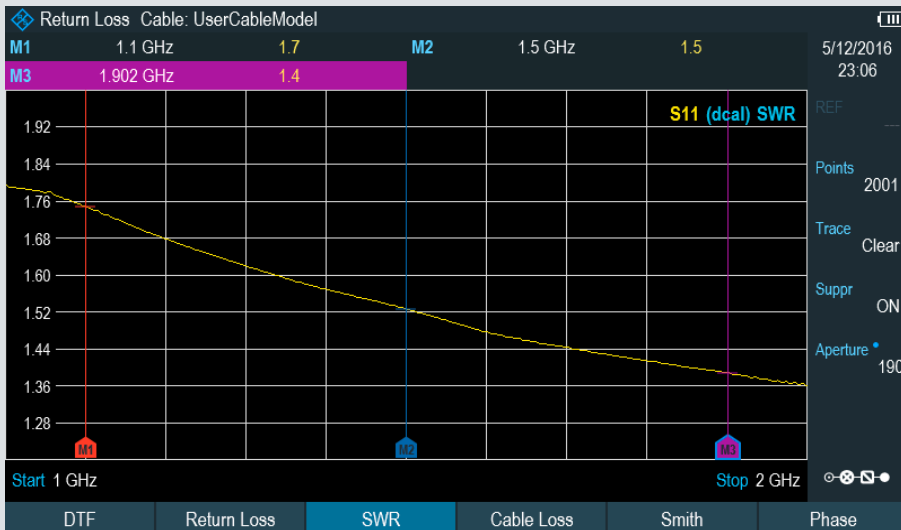 Return Loss Cable: UserCableModel
M1 1.1 GHz 1.7 M2 1.5 GHz 1.5
M3 1.902 GHz 1.4
5/12/2016
23:06
S11 (dcal) SWR
1.92
1.84
1.76
1.68
1.60
1.52
1.44
1.36
1.28
M1 M2 M3
Start 1 GHz Stop 2 GHz
REF
---
Points
2001
Trace
Clear
Suppr
ON
Aperture
190
DTF Return Loss SWR Cable Loss Smith Phase